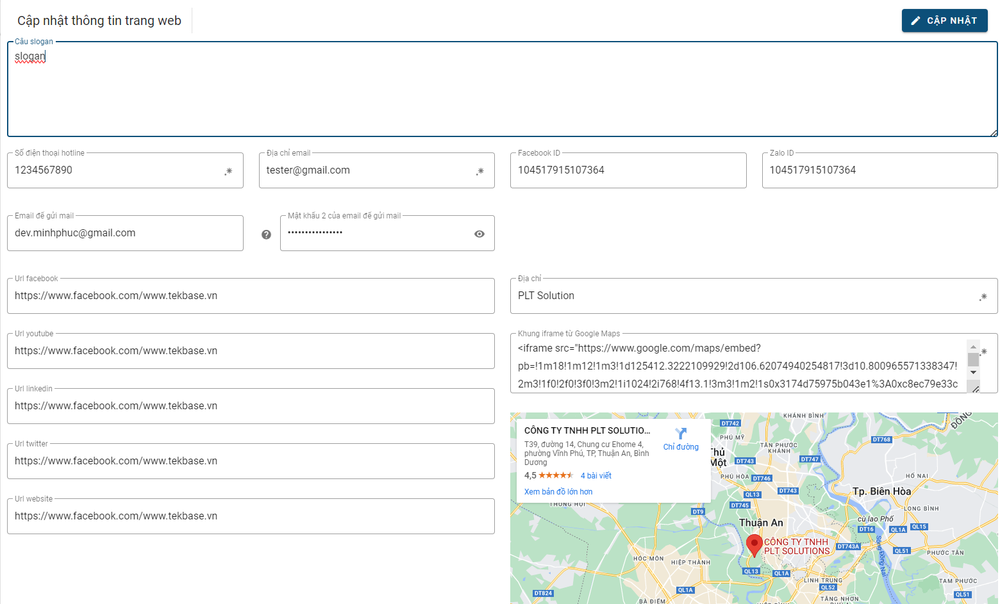 Cập nhật thông tin trang web
CẬP NHẬT
Câu slogan
slogan
Số điện thoại hotline
1234567890
Địa chỉ email
tester@gmail.com
Facebook ID
104517915107364
Zalo ID
104517915107364
Email để gửi mail
dev.minhphuc@gmail.com
Mật khẩu 2 của email để gửi mail
••••••••••••••••
Url facebook
https://www.facebook.com/www.tekbase.vn
Địa chỉ
PLT Solution
Url youtube
https://www.facebook.com/www.tekbase.vn
Khung iframe từ Google Maps
<iframe src="https://www.google.com/maps/embed?
pb=!1m18!1m12!1m3!1d125412.3222109929!2d106.62074940254817!3d10.800965571338347!
2m3!1f0!2f0!3f0!3m2!1i1024!2i768!4f13.1!3m3!1m2!1s0x3174d75975b043e1%3A0xc8ec79e33c
Url linkedin
https://www.facebook.com/www.tekbase.vn
Url twitter
https://www.facebook.com/www.tekbase.vn
Url website
https://www.facebook.com/www.tekbase.vn
CÔNG TY TNHH PLT SOLUTIO...
Chỉ đường
T39, đường 14, Chung cư Ehome 4,
phường Vĩnh Phú, TP, Thuận An, Bình
Dương
4,5
4 bài viết
Xem bản đồ lớn hơn
KHÁNH BÌNH
ĐỒNG
DT742
PHÚ MỸ
DT768
TÂN PHƯỚC
KHÁNH
Thủ
Một
DT743
DT747
PHÚ HÒA
DT746
HỐ NAI
DT743
QL13
Tp. Biên Hòa
THỐNG HỘI
DT745
DT9
LONG BÌNH
cù lao Phố
Thuận An
DT16
QL1A
QL15
CÔNG TY TNHH
PLT SOLUTIONS
DT743A
Sông Đồng Nai
QL51
PHƯỚC TÂN
HÓC MÔN
HIỆP THÀNH
QL13
QL1A
LINH TRUNG
TAM PHƯỚC
QL52
QL1A
DT824
QL51
BÀ ĐIỂM
TĂNG NHƠN